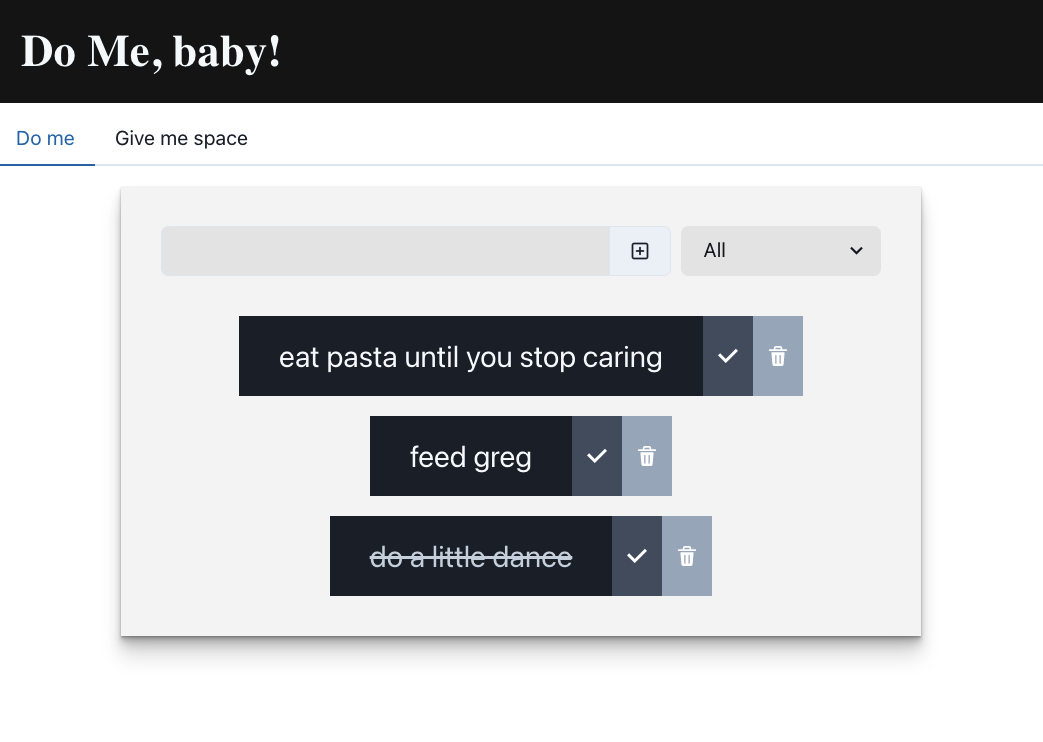 Do Me, baby!
Do me
Give me space
All
eat pasta until you stop caring
feed greg
do a little dance